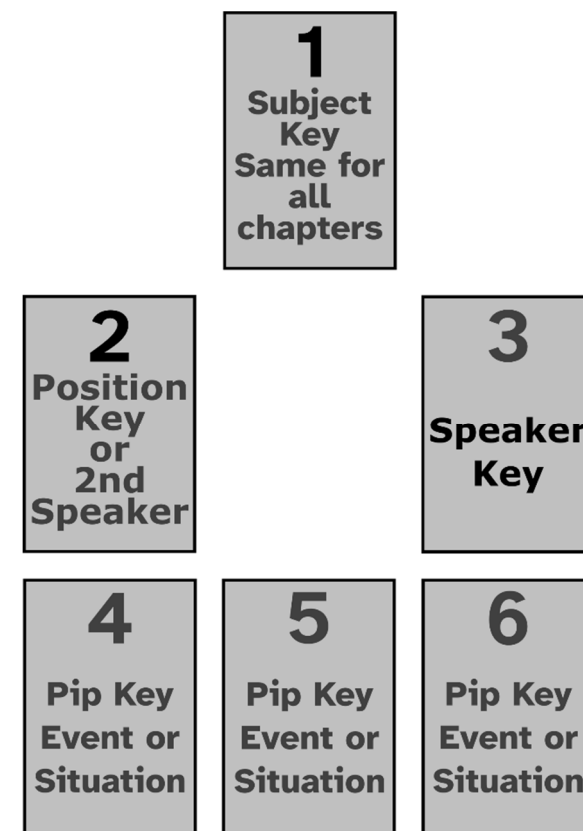 1
Subject
Key
Same for
all
chapters
2
Position
Key
or
2nd
Speaker
3
Speaker
Key
4
Pip Key
Event or
Situation
5
Pip Key
Event or
Situation
6
Pip Key
Event or
Situation